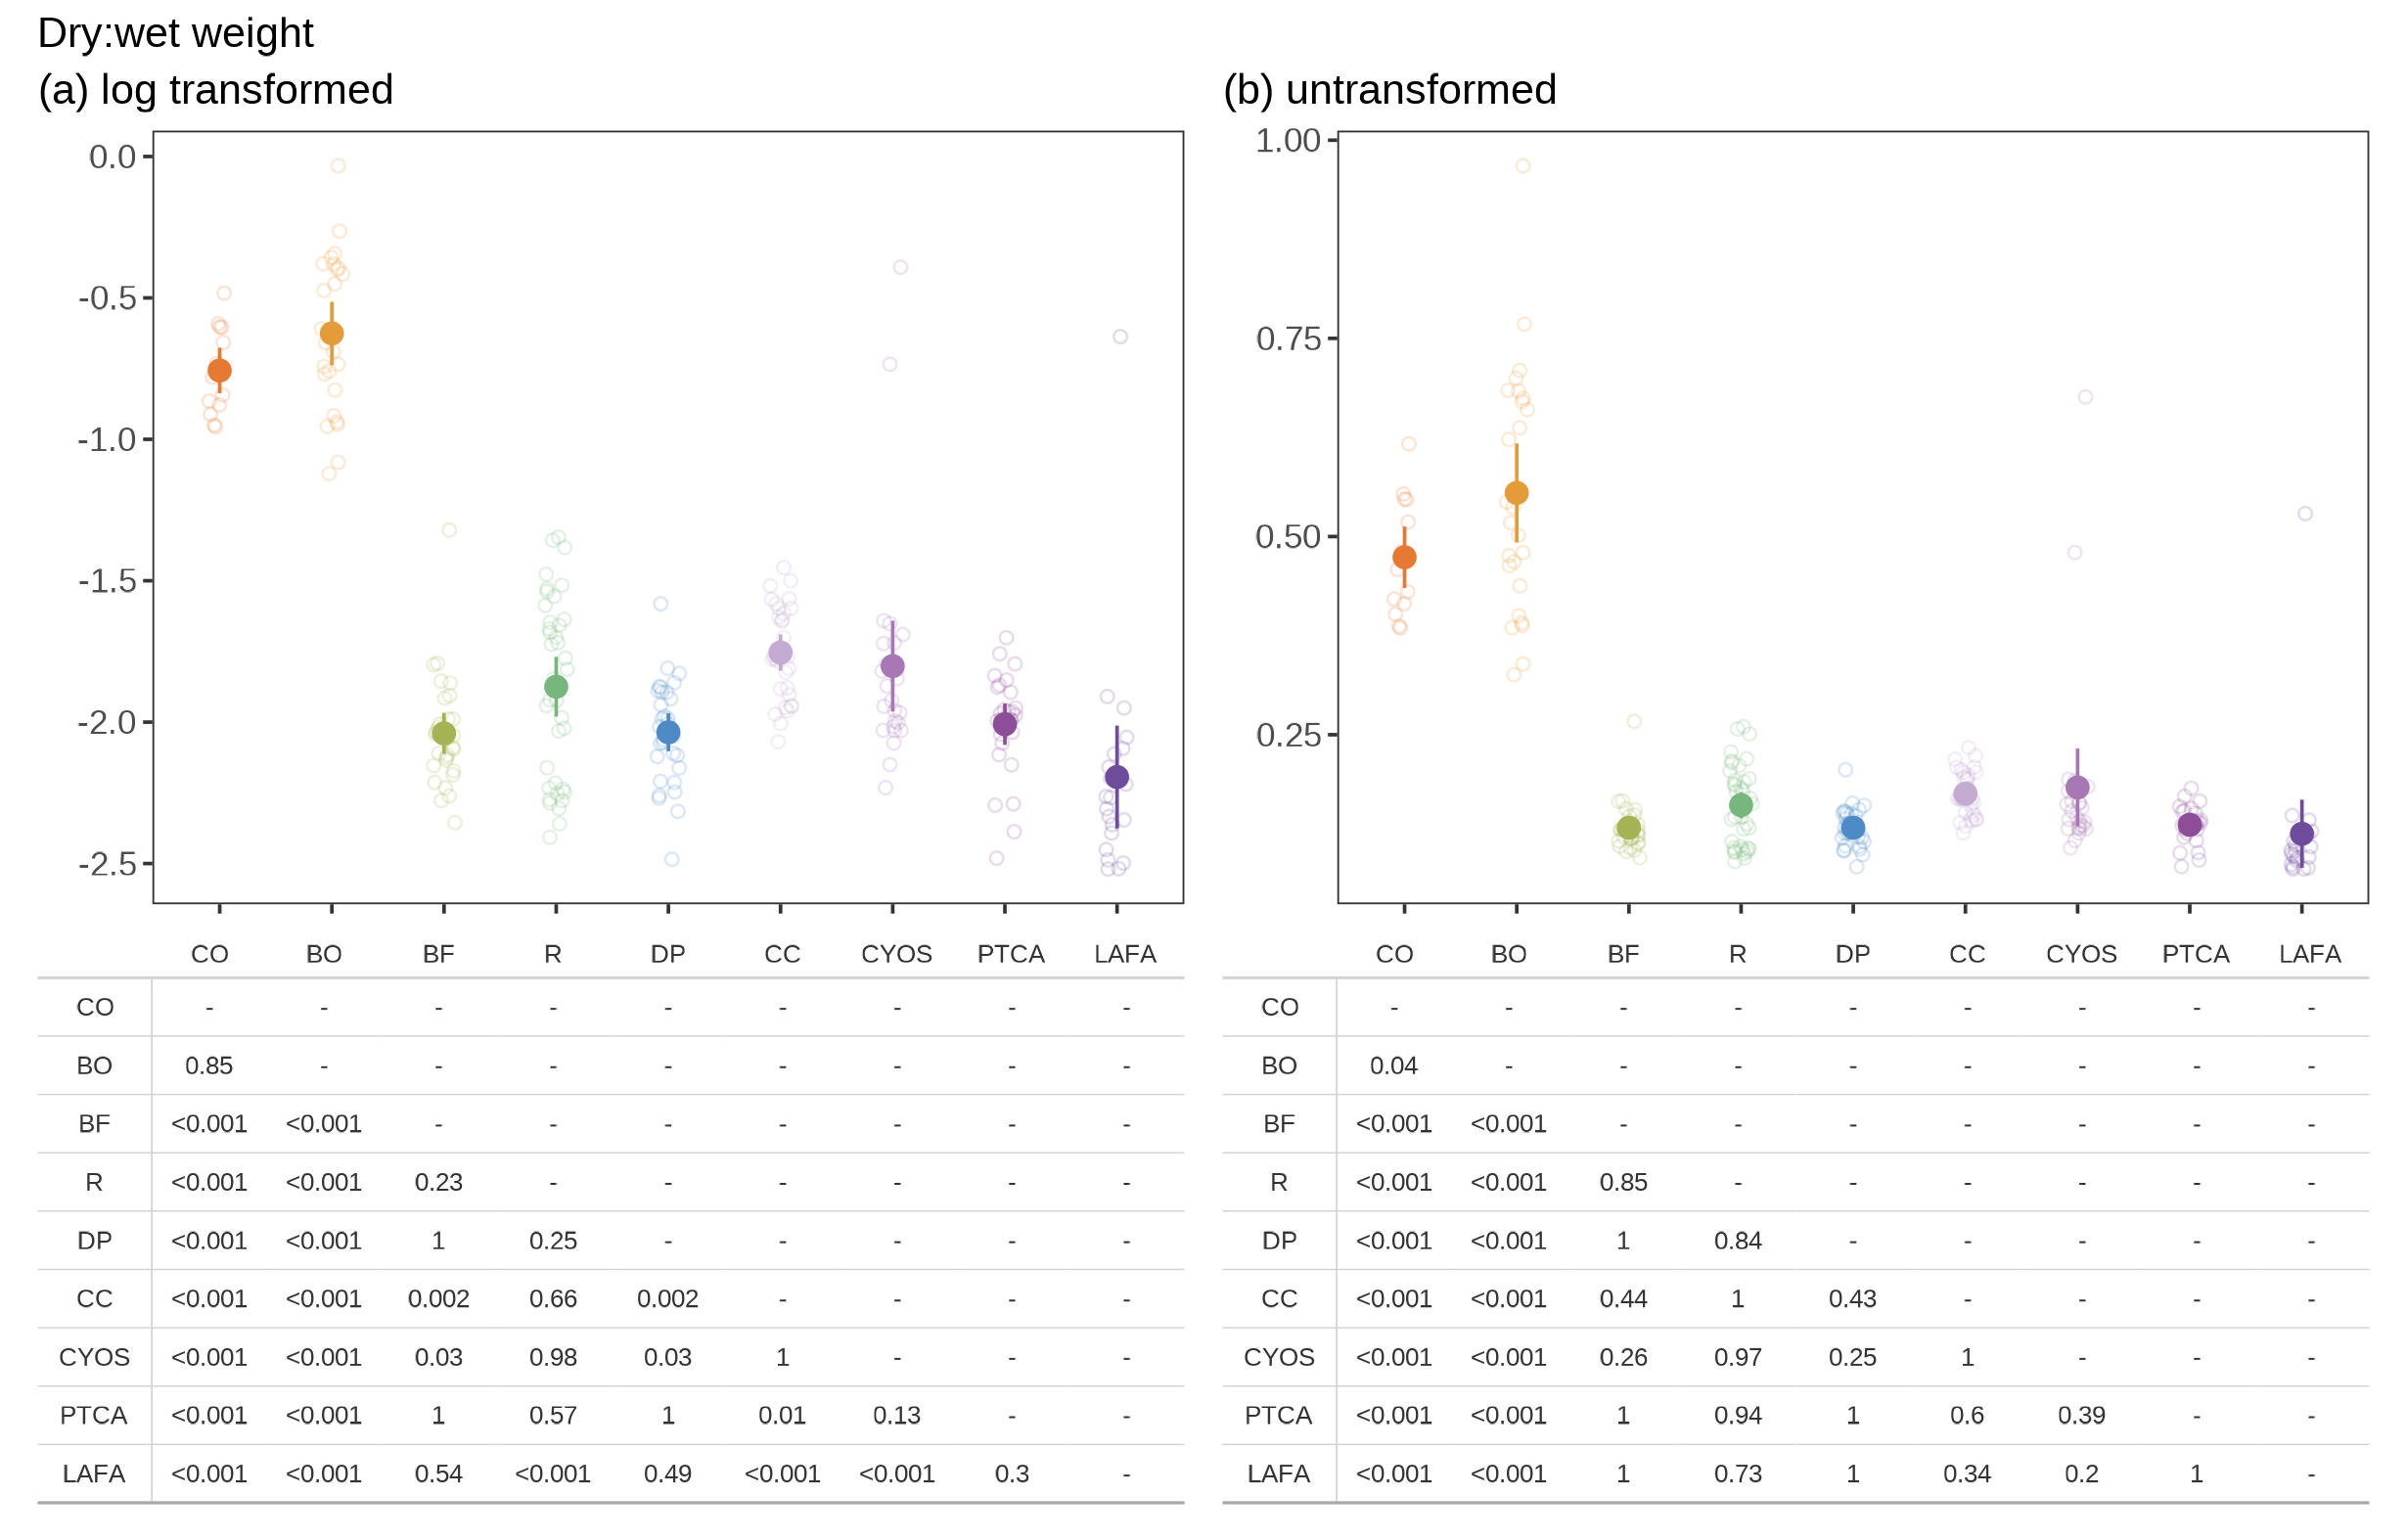 Dry:wet weight
(a) log transformed
0.0
-0.5
-1.0
-1.5
-2.0
-2.5
CO BO BF R DP CC CYOS PTCA LAFA
CO - - - - - - - - -
BO 0.85 - - - - - - - -
BF <0.001 <0.001 - - - - - - -
R <0.001 <0.001 0.23 - - - - - -
DP <0.001 <0.001 1 0.25 - - - - -
CC <0.001 <0.001 0.002 0.66 0.002 - - - -
CYOS <0.001 <0.001 0.03 0.98 0.03 1 - - -
PTCA <0.001 <0.001 1 0.57 1 0.01 0.13 - -
LAFA <0.001 <0.001 0.54 <0.001 0.49 <0.001 <0.001 0.3 -
(b) untransformed
1.00
0.75
0.50
0.25
CO BO BF R DP CC CYOS PTCA LAFA
CO - - - - - - - - -
BO 0.04 - - - - - - - -
BF <0.001 <0.001 - - - - - - -
R <0.001 <0.001 0.85 - - - - - -
DP <0.001 <0.001 1 0.84 - - - - -
CC <0.001 <0.001 0.44 1 0.43 - - - -
CYOS <0.001 <0.001 0.26 0.97 0.25 1 - - -
PTCA <0.001 <0.001 1 0.94 1 0.6 0.39 - -
LAFA <0.001 <0.001 1 0.73 1 0.34 0.2 1 -